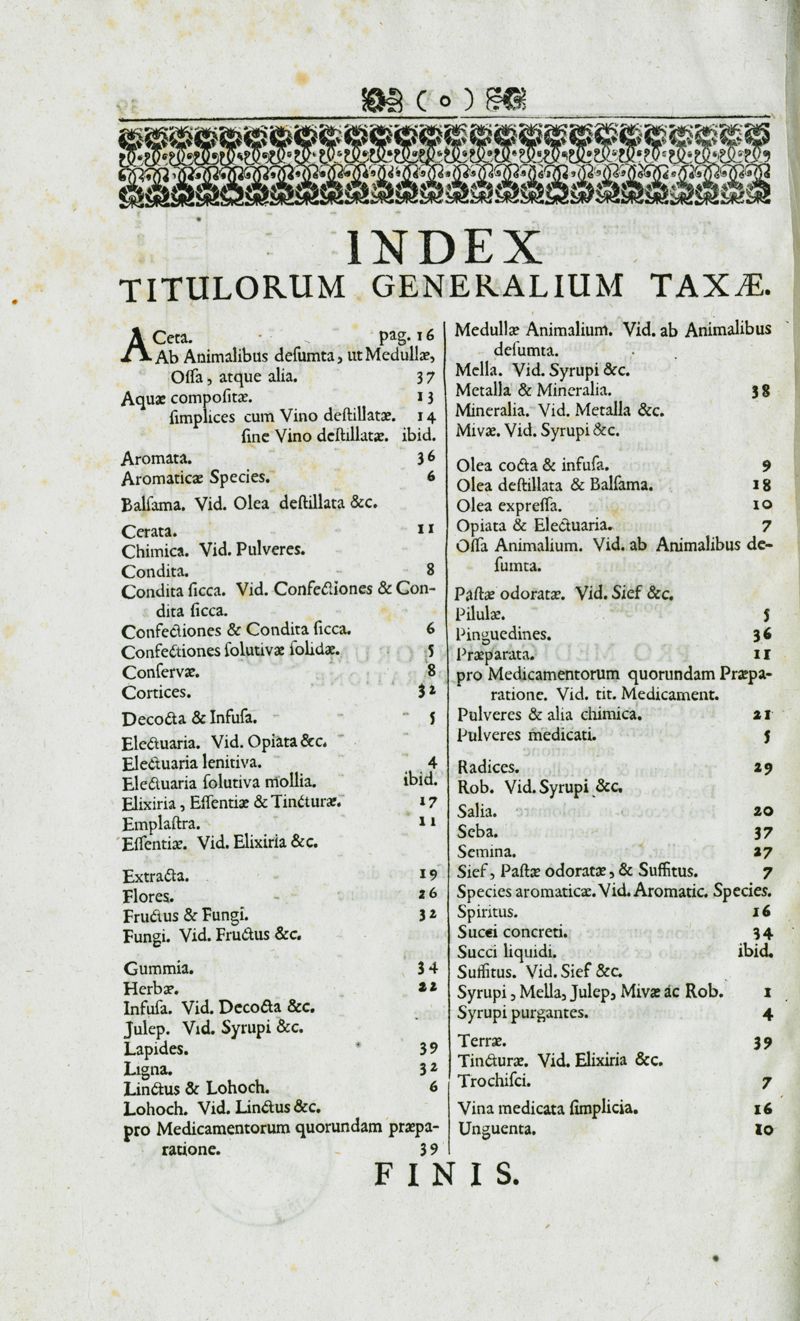 ( o )
INDEX
TITULORUM GENERALIUM TAXÆ.
ACeta. pag. 16
Ab Animalibus deſumta, ut Medullæ,
Oſſa, atque alia. 37
Aquæ compoſitæ. 13
ſimplices cum Vino deſtillatæ. 14
ſine Vino deſtillatæ. ibid.
Aromata. 36
Aromaticæ Species. 6
Balſama. Vid. Olea deſtillata &c.
Cerata. 11
Chimica. Vid. Pulveres.
Condita. 8
Condita ſicca. Vid. Confectiones & Con-
dita ſicca.
Confectiones & Condita ſicca. 6
Confectiones ſolutivæ ſolidæ. 5
Conſervæ. 8
Cortices. 32
Decocta & Infuſa. 5
Electuaria. Vid. Opiata &c.
Electuaria lenitiva. 4
Electuaria ſolutiva mollia. ibid.
Elixiria, Eſſentiæ & Tincturæ. 17
Emplaſtra. 11
Eſſentiæ. Vid. Elixiria &c.
Extracta. 19
Flores. 26
Fructus & Fungi. 32
Fungi. Vid. Fructus &c.
Gummia. 34
Herbæ. 22
Infuſa. Vid. Decocta &c.
Julep. Vid. Syrupi &c.
Lapides. 39
Ligna. 32
Linctus & Lohoch. 6
Lohoch. Vid. Linctus &c.
pro Medicamentorum quorundam præpa-
ratione. 39
Medullæ Animalium. Vid. ab Animalibus
deſumta.
Mella. Vid. Syrupi &c.
Metalla & Mineralia. 38
Mineralia. Vid. Metalla &c.
Mivæ. Vid. Syrupi &c.
Olea cocta & infuſa. 9
Olea deſtillata & Balſama. 18
Olea expreſſa. 10
Opiata & Electuaria. 7
Oſſa Animalium. Vid. ab Animalibus de-
ſumta.
Paſtæ odoratæ. Vid. Sief &c.
Pilulæ. 5
Pinguedines. 36
Præparata. 11
pro Medicamentorum quorundam Præpa-
ratione. Vid. tit. Medicament.
Pulveres & alia chimica. 21
Pulveres medicati. 5
Radices. 29
Rob. Vid. Syrupi &c.
Salia. 20
Seba. 37
Semina. 27
Sief, Paſtæ odoratæ, & Suffitus. 7
Species aromaticæ. Vid. Aromatic. Species.
Spiritus. 16
Succi concreti. 34
Succi liquidi. ibid.
Suffitus. Vid. Sief &c.
Syrupi, Mella, Julep, Mivæ ac Rob. 1
Syrupi purgantes. 4
Terræ. 39
Tincturæ. Vid. Elixiria &c.
Trochiſci. 7
Vina medicata ſimplicia. 16
Unguenta. 10
FINIS.